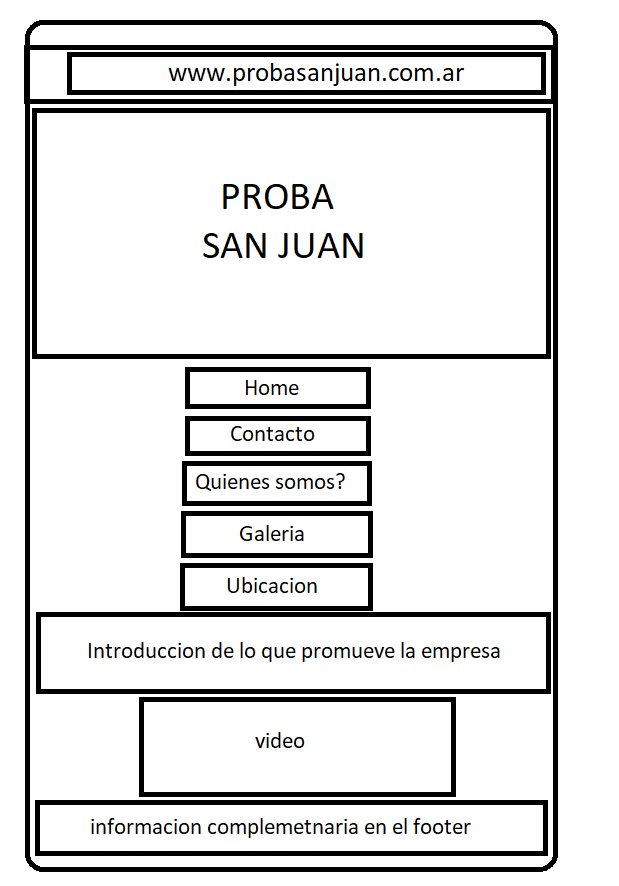 www.probasanjuan.com.ar
PROBA
SAN JUAN
Home
Contacto
Quienes somos?
Galeria
Ubicacion
Introduccion de lo que promueve la empresa
video
informacion complemetnaria en el footer